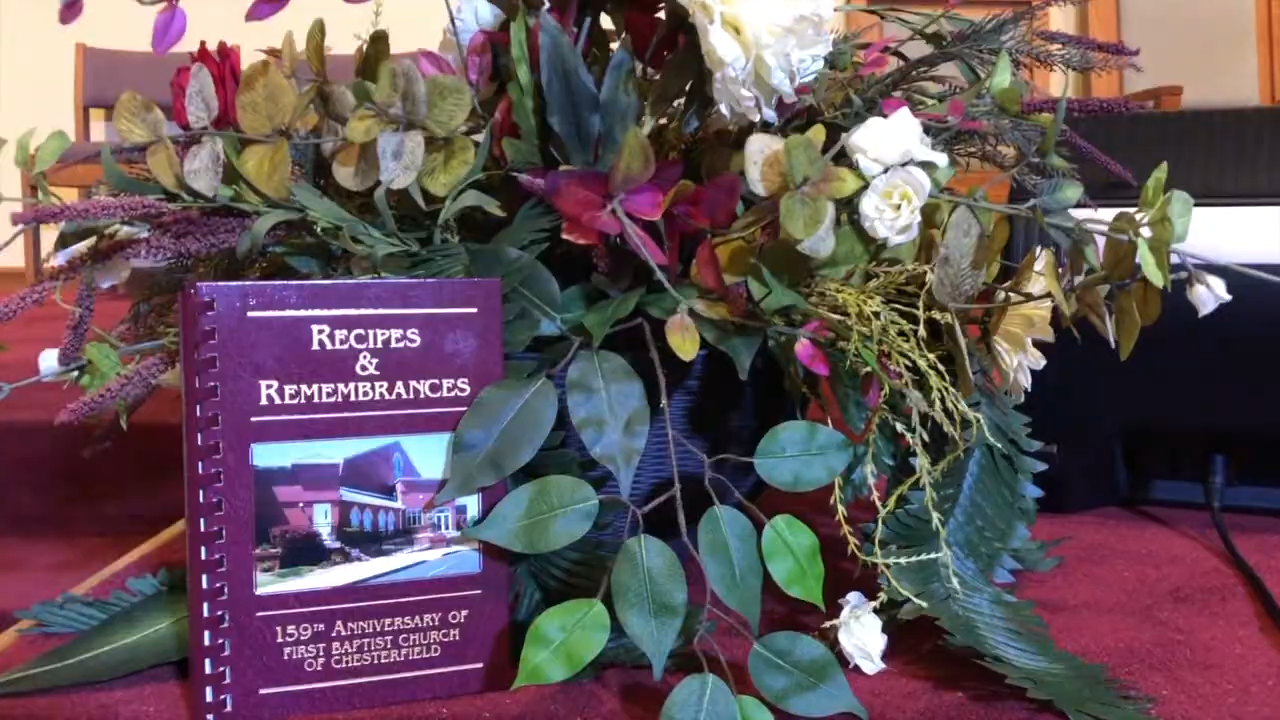 RECIPES
&
REMEMBRANCES
159TH ANNIVERSARY OF
FIRST BAPTIST CHURCH
OF CHESTERFIELD